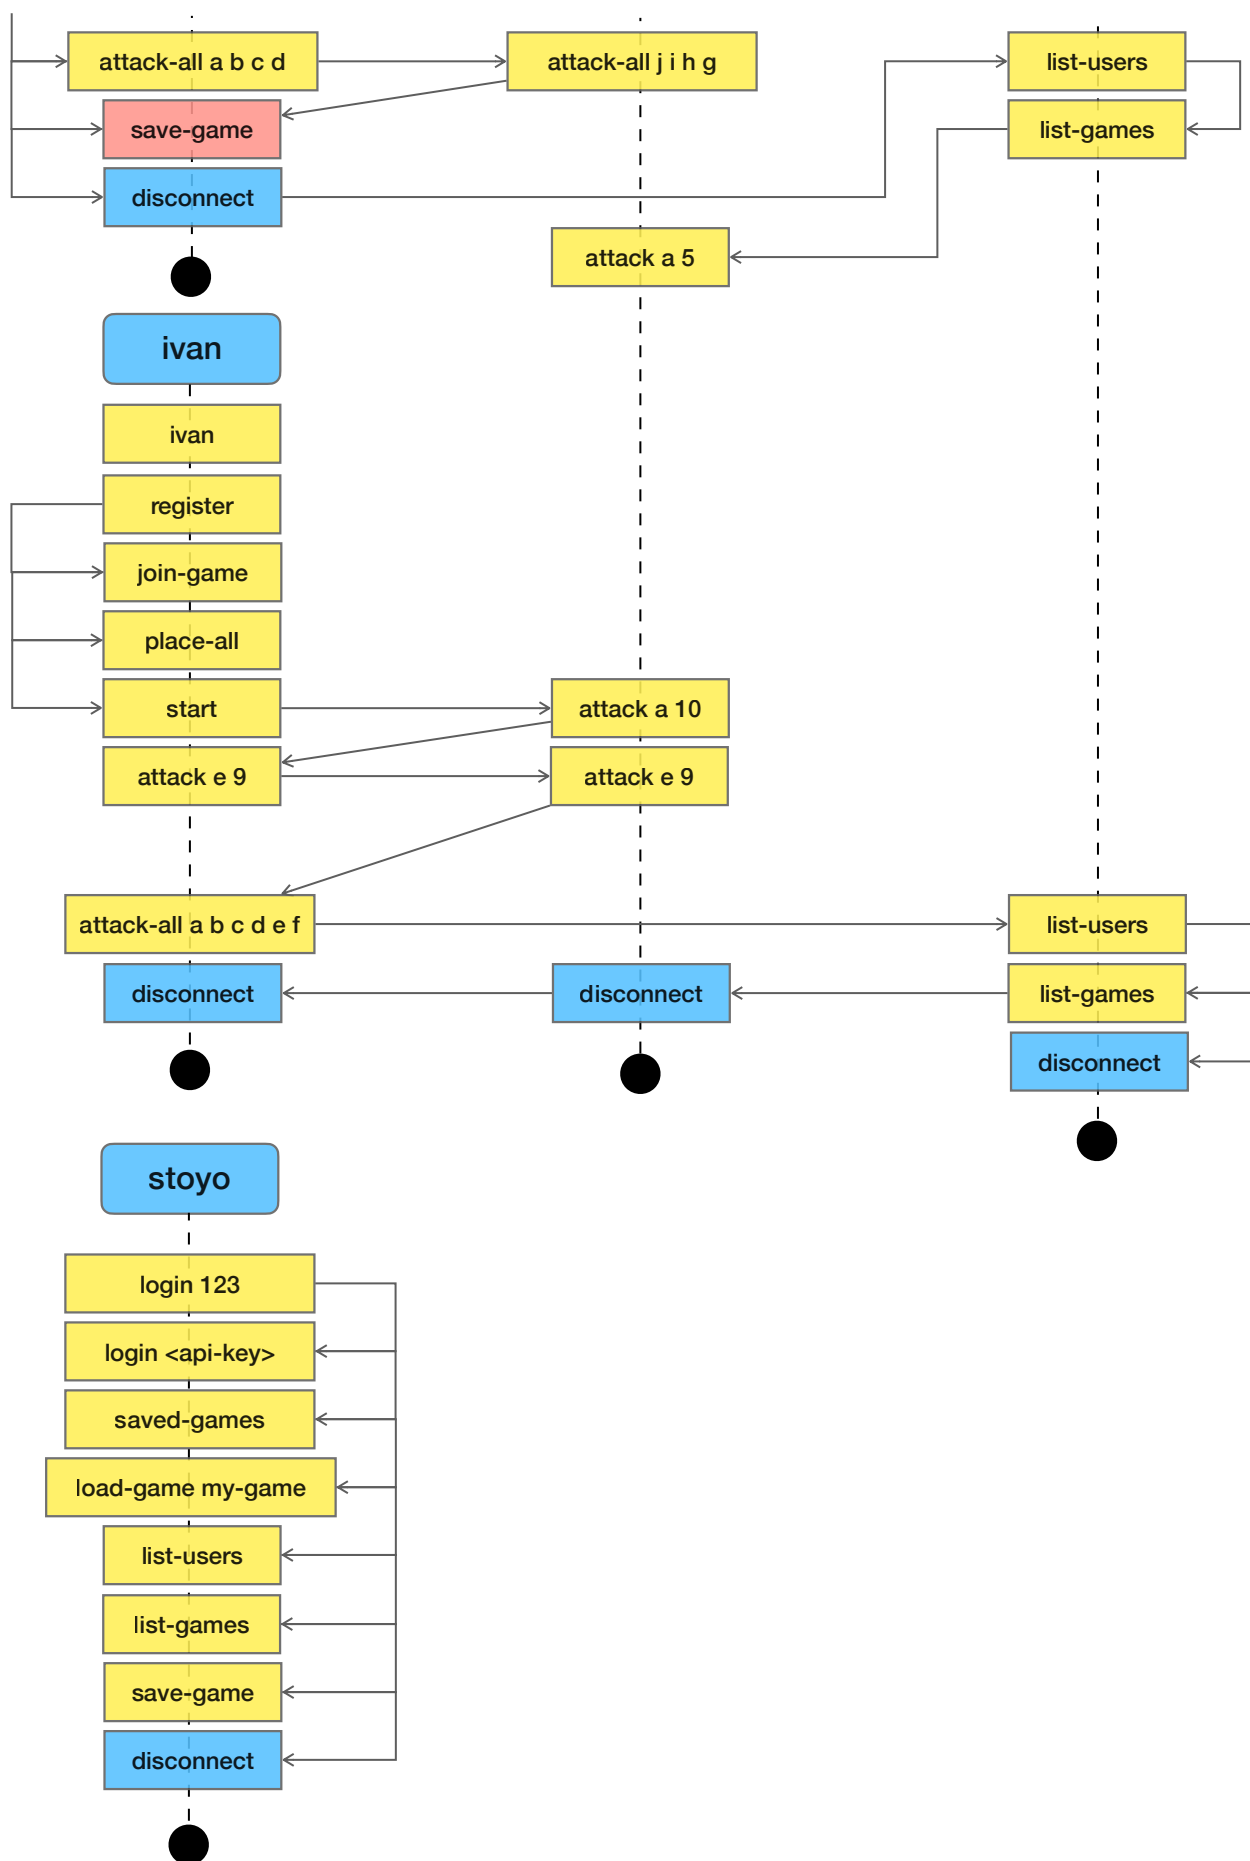 attack-all a b c d
attack-all j i h g
list-users
save-game
list-games
disconnect
attack a 5
ivan
ivan
register
join-game
place-all
start
attack a 10
attack e 9
attack e 9
attack-all a b c d e f
list-users
disconnect
disconnect
list-games
disconnect
stoyo
login 123
login <api-key>
saved-games
load-game my-game
list-users
list-games
save-game
disconnect